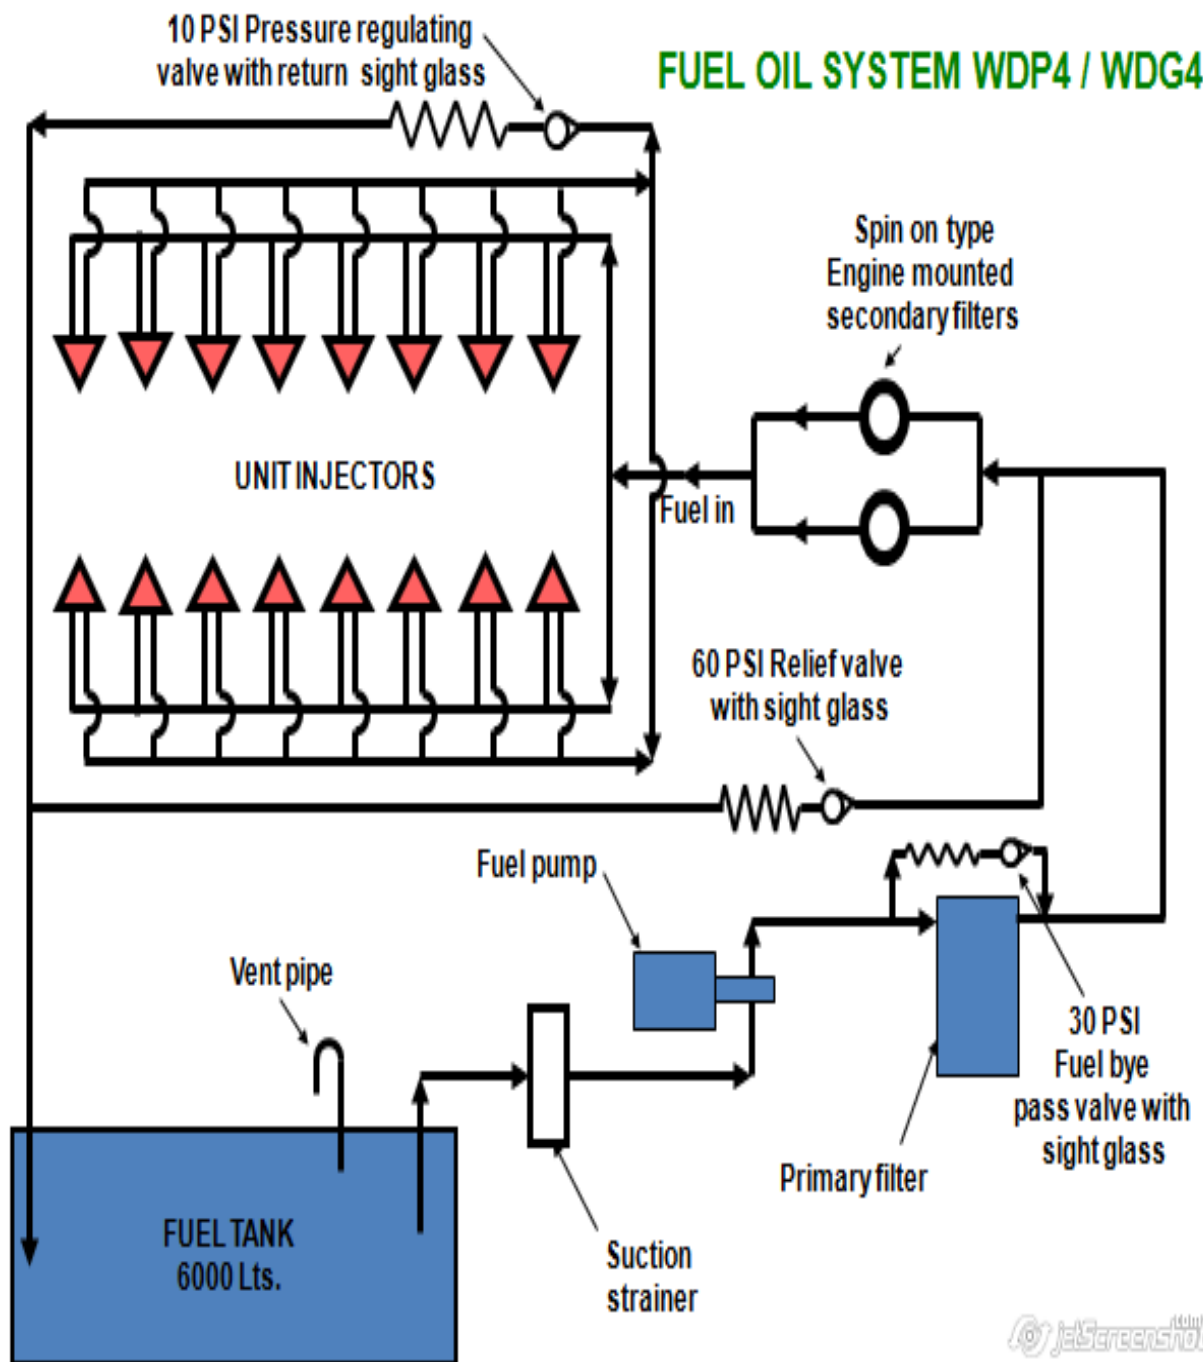 10 PSI Pressure regulating
valve with return sight glass
FUEL OIL SYSTEM WDP4 / WDG4
Spin on type
Engine mounted
secondary filters
UNIT INJECTORS
Fuel in
60 PSI Relief valve
with sight glass
Fuel pump
Vent pipe
30 PSI
Fuel bye
pass valve with
sight glass
Primary filter
FUEL TANK
6000 Lts.
Suction
strainer
jetScreenshot
.com